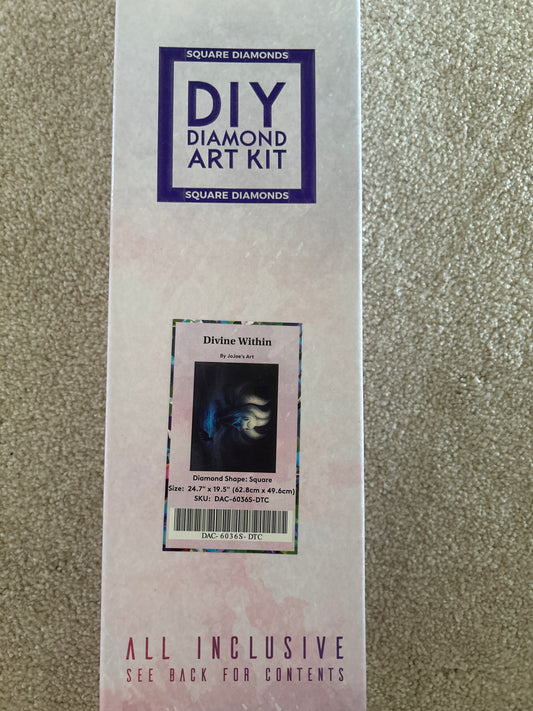 SQUARE DIAMONDS
DIY
DIAMOND
ART KIT
SQUARE DIAMONDS
Divine Within
By JoJoe's Art
Diamond Shape: Square
Size: 24.7" x 19.5" (62.8cm x 49.6cm)
SKU: DAC-6036S-DTC
DAC- 6036S- DTC
ALL INCLUSIVE
SEE BACK FOR CONTENTS